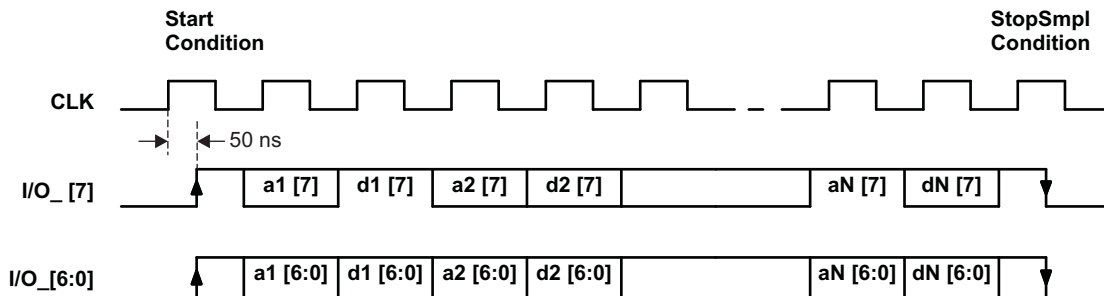 Start
Condition
StopSmpl
Condition
CLK
50 ns
I/O_ [7]
a1 [7] d1 [7] a2 [7] d2 [7] aN [7] dN [7]
I/O_[6:0]
a1 [6:0] d1 [6:0] a2 [6:0] d2 [6:0] aN [6:0] dN [6:0]